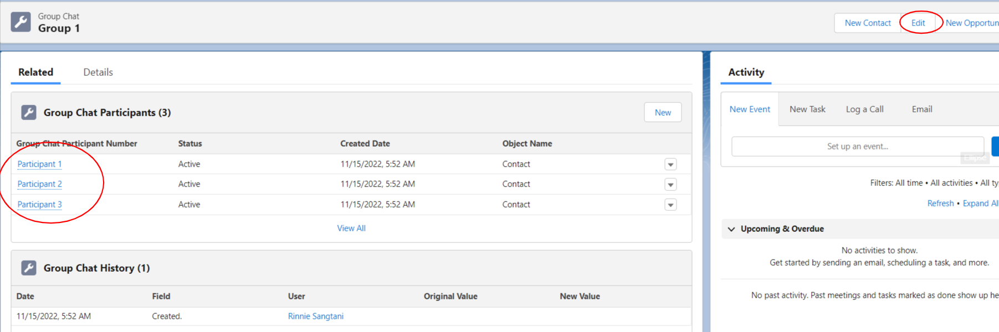 Group Chat
Group 1
New Contact Edit New Opportun
Related Details
Group Chat Participants (3) New
Group Chat Participant Number Status Created Date Object Name
Participant 1 Active 11/15/2022, 5:52 AM Contact
Participant 2 Active 11/15/2022, 5:52 AM Contact
Participant 3 Active 11/15/2022, 5:52 AM Contact
View All
Group Chat History (1)
Date Field User Original Value New Value
11/15/2022, 5:52 AM Created. Rinnie Sangtani
Activity
New Event New Task Log a Call Email
Set up an event...
Ellipse
Filters: All time • All activities • All ty
Refresh • Expand All
Upcoming & Overdue
No activities to show.
Get started by sending an email, scheduling a task, and more.
No past activity. Past meetings and tasks marked as done show up he